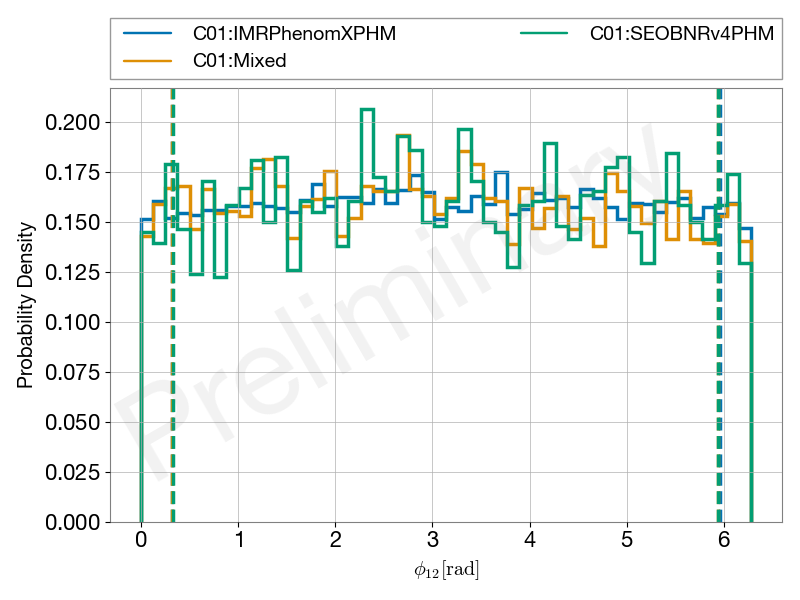 C01:IMRPhenomXPHM
C01:Mixed
C01:SEOBNRv4PHM
0.200
0.175
0.150
0.125
0.100
0.075
0.050
0.025
0.000
Probability Density
Preliminary
0 1 2 3 4 5 6
ϕ₁₂[rad]